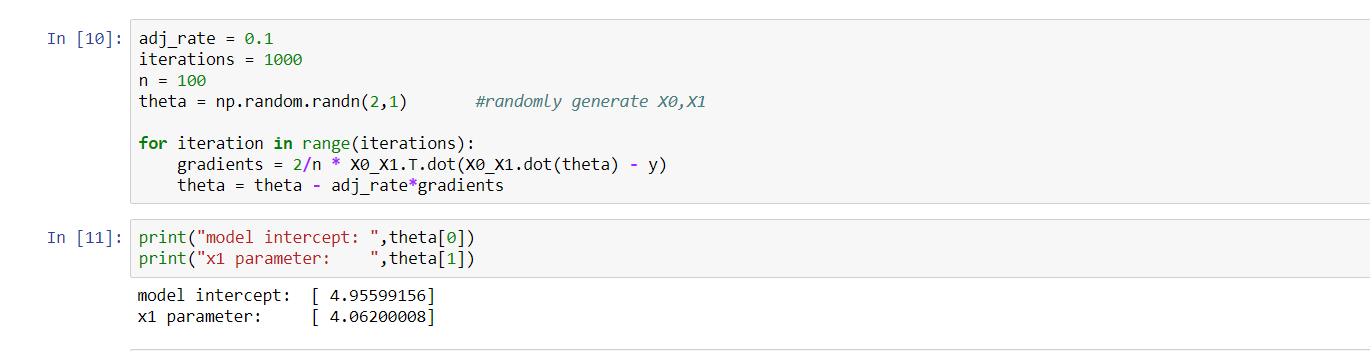 In [10]: adj_rate = 0.1
iterations = 1000
n = 100
theta = np.random.randn(2,1)       #randomly generate X0,X1
for iteration in range(iterations):
    gradients = 2/n * X0_X1.T.dot(X0_X1.dot(theta) - y)
    theta = theta - adj_rate*gradients
In [11]: print("model intercept: ",theta[0])
print("x1 parameter:    ",theta[1])
model intercept:  [ 4.95599156]
x1 parameter:     [ 4.06200008]